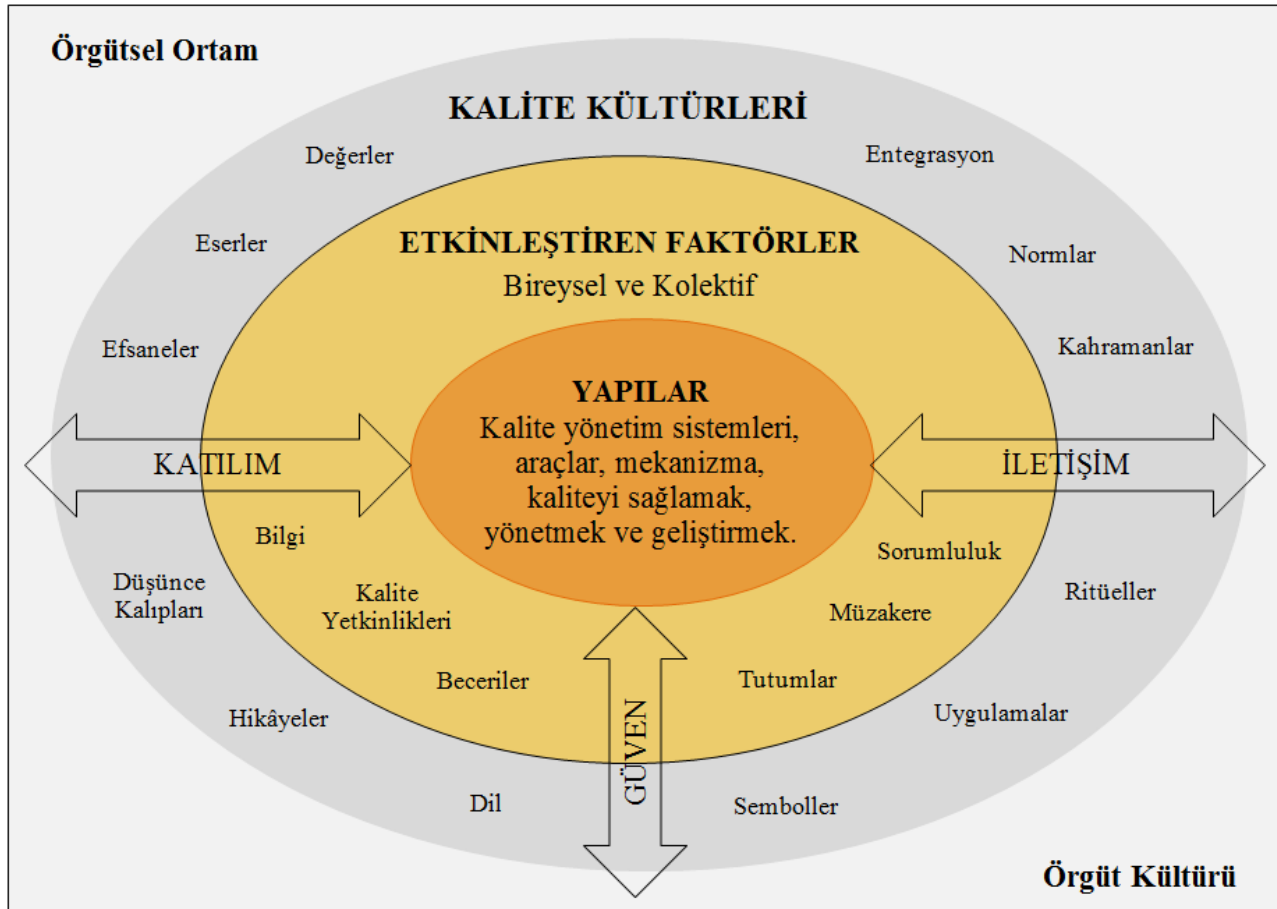 Örgütsel Ortam
KALİTE KÜLTÜRLERİ
Değerler
Entegrasyon
Eserler
Normlar
Efsaneler
Kahramanlar
ETKİNLEŞTİREN FAKTÖRLER
Bireysel ve Kolektif
YAPILAR
Kalite yönetim sistemleri,
araçlar, mekanizma,
kaliteyi sağlamak,
yönetmek ve geliştirmek.
KATILIM
İLETİŞİM
Bilgi
Sorumluluk
Düşünce
Kalıpları
Kalite
Yetkinlikleri
Müzakere
Ritüeller
Beceriler
Tutumlar
Hikâyeler
Uygulamalar
GÜVEN
Dil
Semboller
Örgüt Kültürü